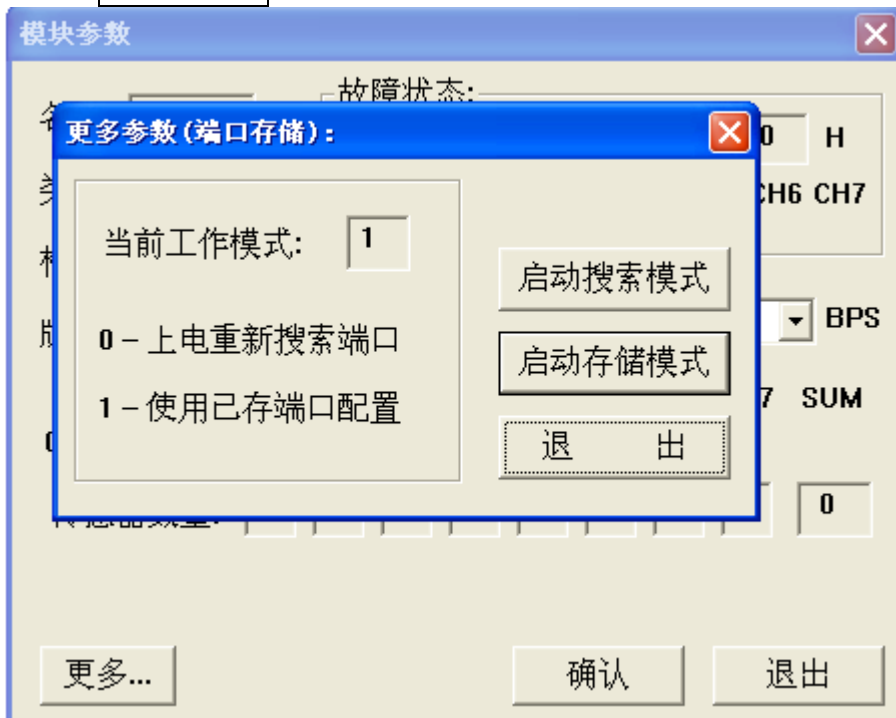 模块参数
故障状态:
更多参数(端口存储):
0 H
CH7
当前工作模式: 1
启动搜索模式
BPS
0 – 上电重新搜索端口
启动存储模式
1 – 使用已存端口配置
7 SUM
退 出
0
更多...
确认
退出